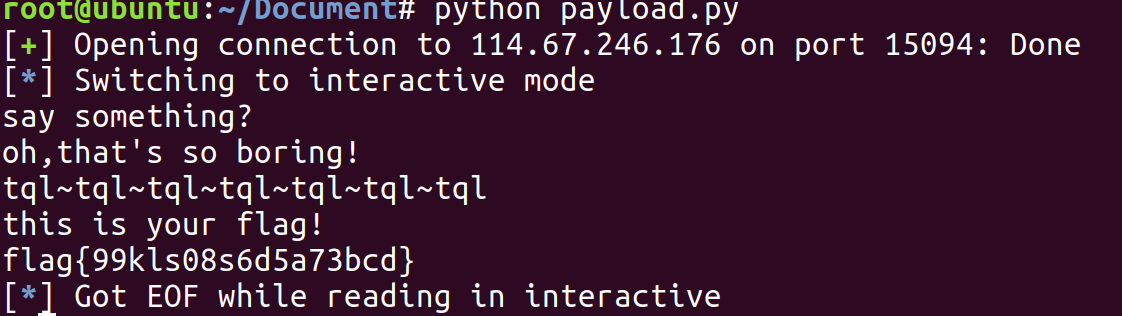 root@ubuntu:~/Document# python payload.py
[+] Opening connection to 114.67.246.176 on port 15094: Done
[*] Switching to interactive mode
say something?
oh,that's so boring!
tql~tql~tql~tql~tql~tql~tql
this is your flag!
flag{99kls08s6d5a73bcd}
[*] Got EOF while reading in interactive